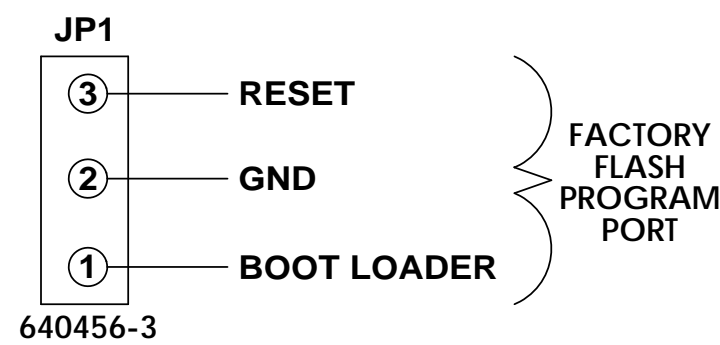 JP1
3 RESET
2 GND
1 BOOT LOADER
640456-3
FACTORY
FLASH
PROGRAM
PORT